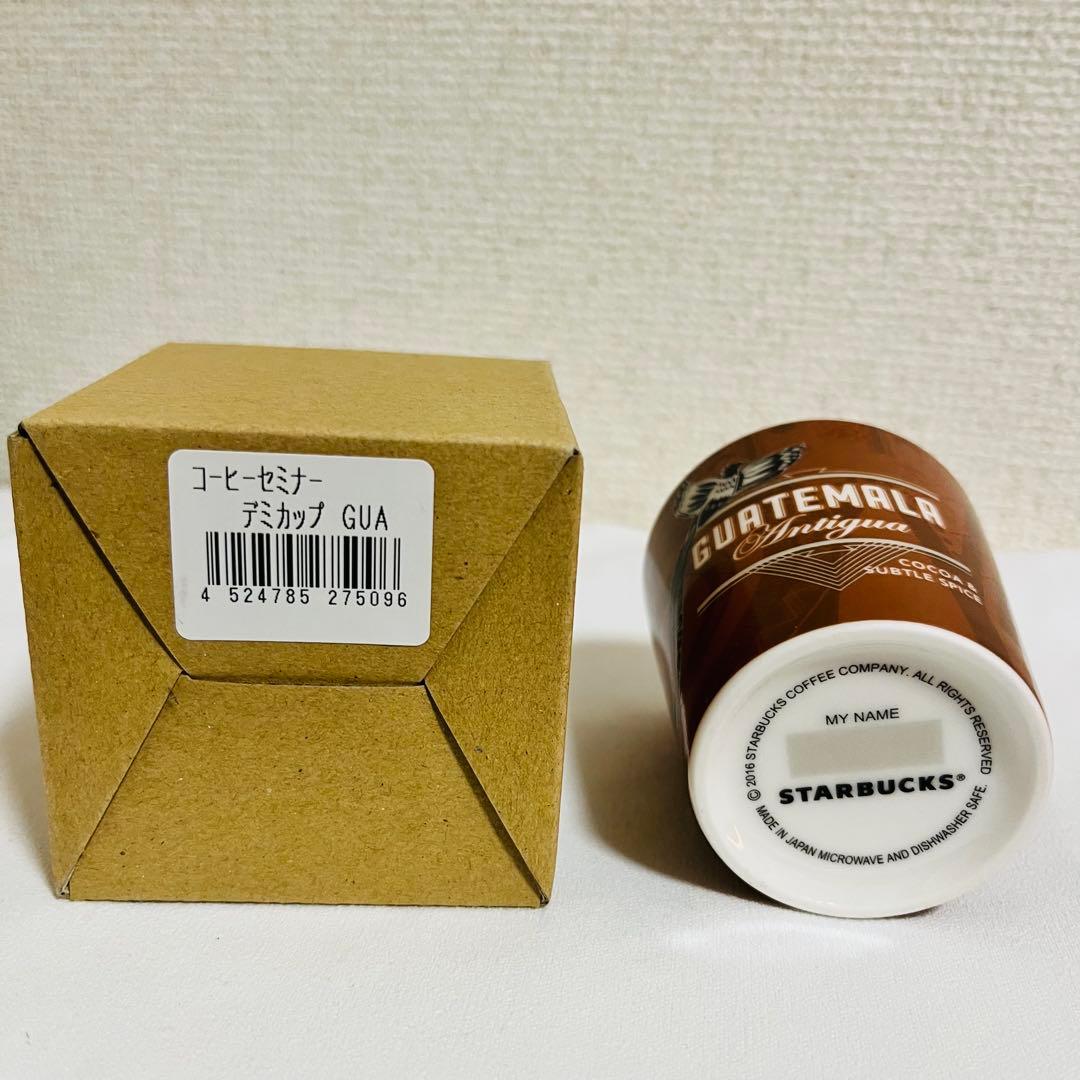 コーヒーセミナー
デミカップ GUA
4 524785 275096
GUATEMALA
Antigua
COCOA &
SUBTLE SPICE
© 2016 STARBUCKS COFFEE COMPANY. ALL RIGHTS RESERVED
MY NAME
STARBUCKS®
MADE IN JAPAN MICROWAVE AND DISHWASHER SAFE.